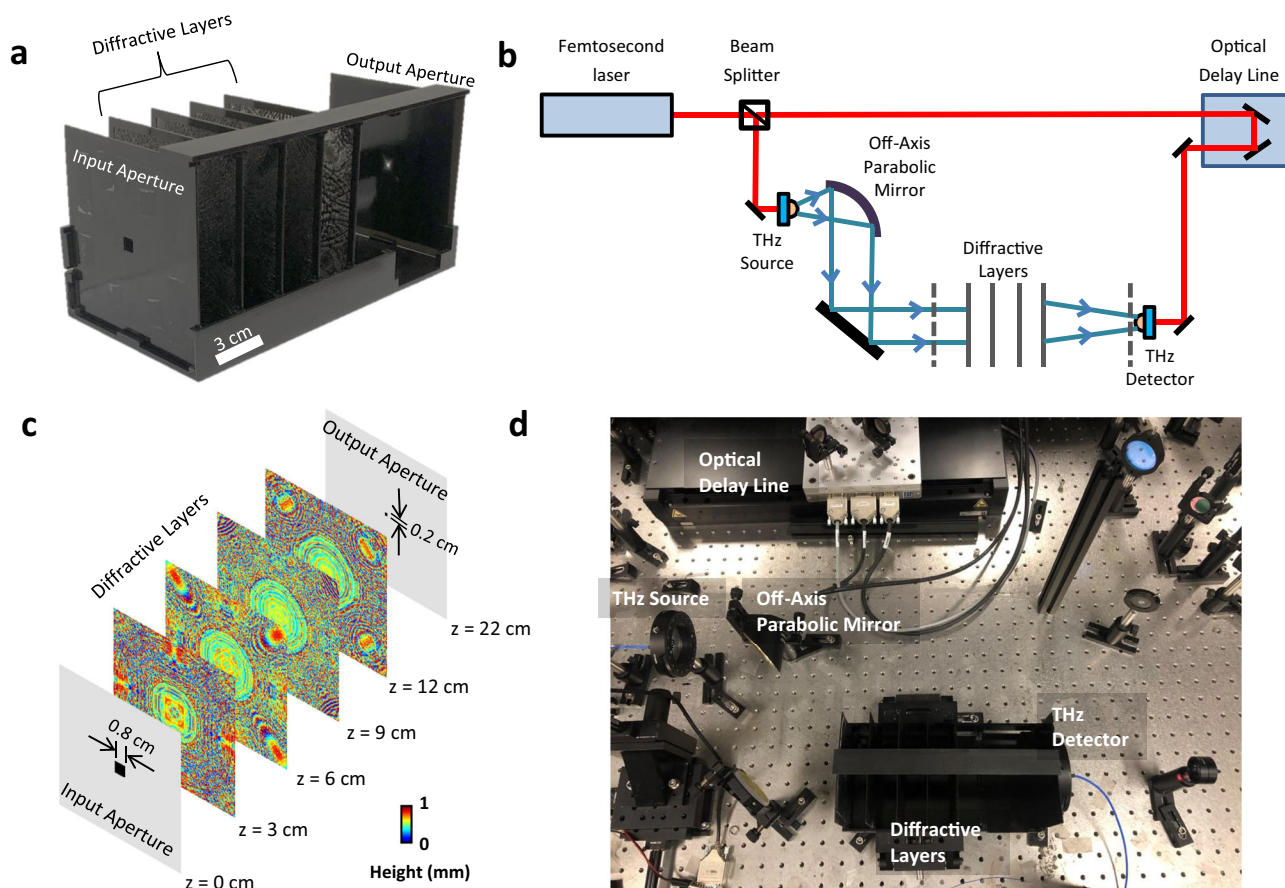 a
Diffractive Layers
Output Aperture
Input Aperture
3 cm
b
Femtosecond
laser
Beam
Splitter
Optical
Delay Line
Off-Axis
Parabolic
Mirror
THz
Source
Diffractive
Layers
THz
Detector
c
Output Aperture
0.2 cm
Diffractive Layers
z = 22 cm
z = 12 cm
z = 9 cm
z = 6 cm
z = 3 cm
z = 0 cm
0.8 cm
Input Aperture
1
0
Height (mm)
d
Optical
Delay Line
THz Source
Off-Axis
Parabolic Mirror
THz
Detector
Diffractive
Layers